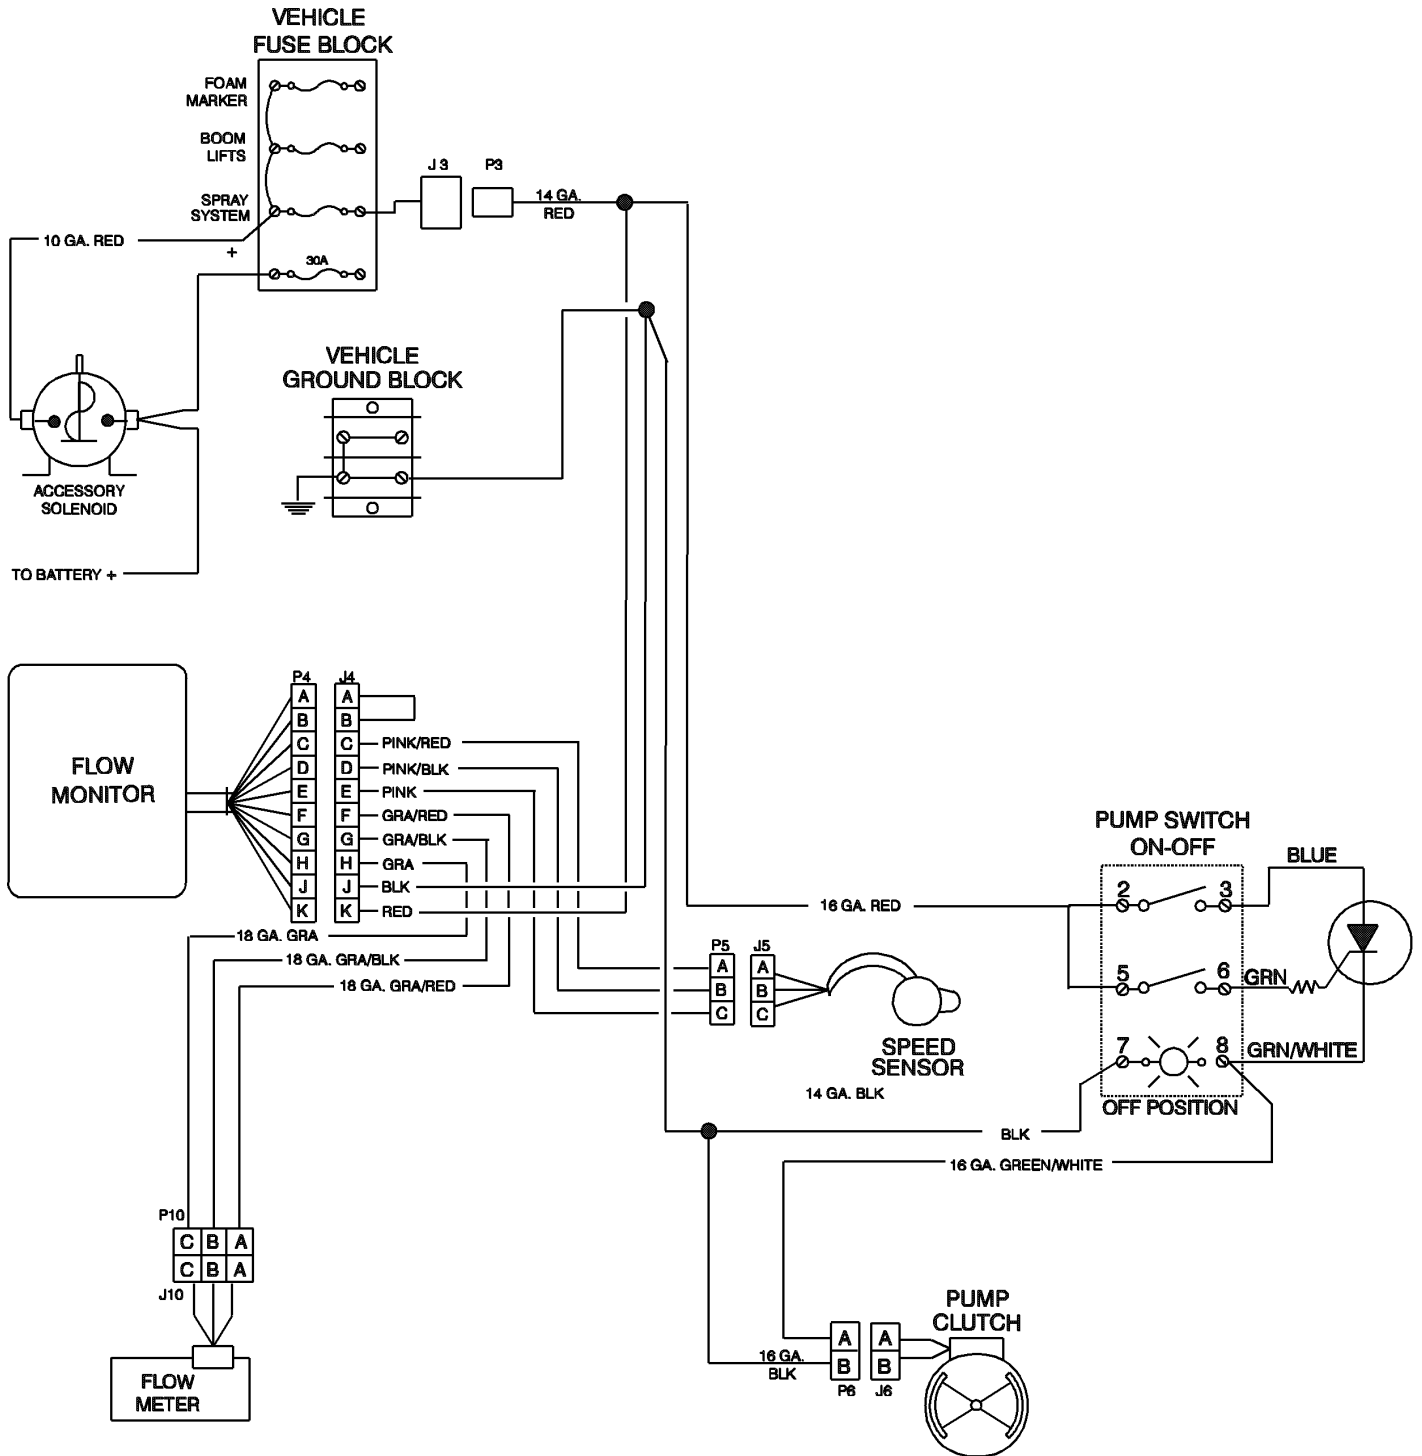 VEHICLE
FUSE BLOCK
FOAM
MARKER
BOOM
LIFTS
SPRAY
SYSTEM
10 GA. RED
+
30A
J 3
P3
14 GA.
RED
VEHICLE
GROUND BLOCK
ACCESSORY
SOLENOID
TO BATTERY +
FLOW
MONITOR
P4 J4
A A
B B
C C PINK/RED
D D PINK/BLK
E E PINK
F F GRA/RED
G G GRA/BLK
H H GRA
J J BLK
K K RED
18 GA. GRA
18 GA. GRA/BLK
18 GA. GRA/RED
16 GA. RED
P5 J5
A A
B B
C C
SPEED
SENSOR
14 GA. BLK
PUMP SWITCH
ON-OFF
BLUE
2 3
5 6
GRN
7 8
GRN/WHITE
OFF POSITION
BLK
16 GA. GREEN/WHITE
P10
C B A
C B A
J10
FLOW
METER
PUMP
CLUTCH
16 GA.
BLK
A A
B B
P6 J6